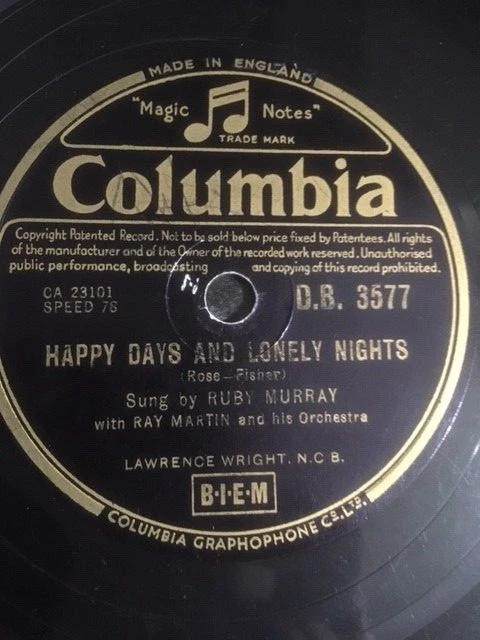 MADE IN ENGLAND
"Magic Notes"
TRADE MARK
Columbia
Copyright Patented Record. Not to be sold below price fixed by Patentees. All rights
of the manufacturer and of the Owner of the recorded work reserved. Unauthorised
public performance, broadcasting and copying of this record prohibited.
CA 23101
SPEED 78
D.B. 3577
HAPPY DAYS AND LONELY NIGHTS
(Rose-Fisher)
Sung by RUBY MURRAY
with RAY MARTIN and his Orchestra
LAWRENCE WRIGHT. N.C B.
B·I·E·M
COLUMBIA GRAPHOPHONE Co. LTD.